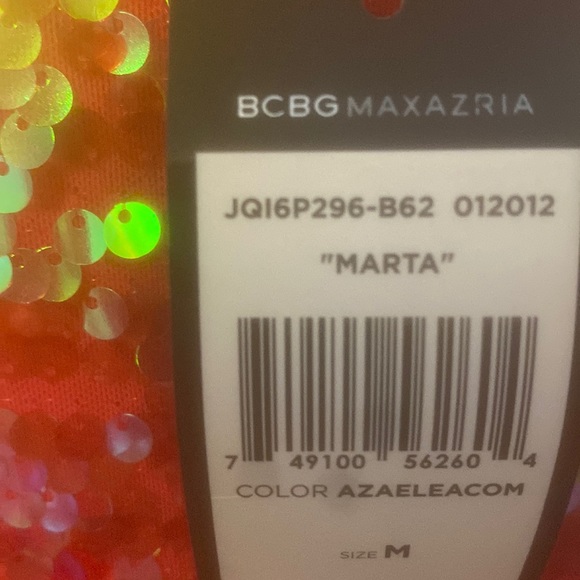 BCBGMAXAZRIA
JQI6P296-B62 012012
"MARTA"
7 49100 56260 4
COLOR AZAELEACOM
SIZE M